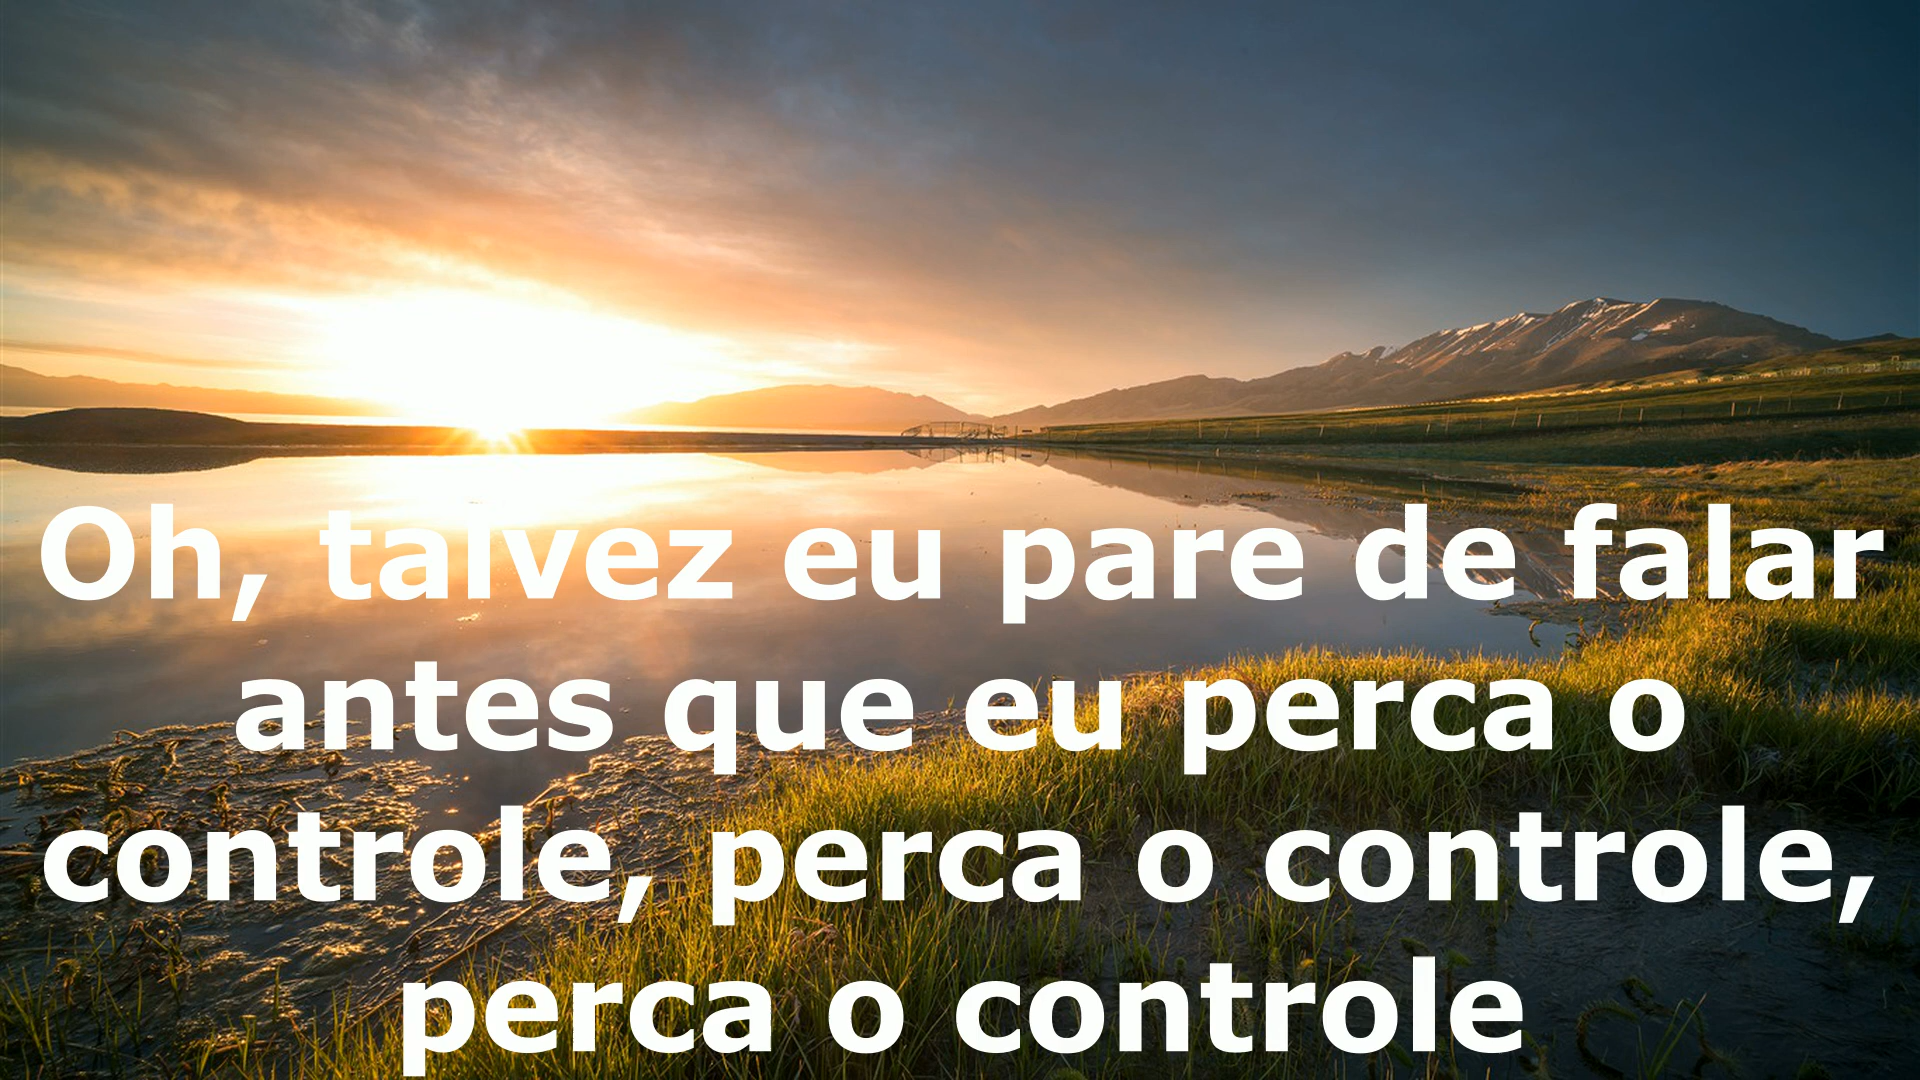 Oh, talvez eu pare de falar
antes que eu perca o
controle, perca o controle,
perca o controle